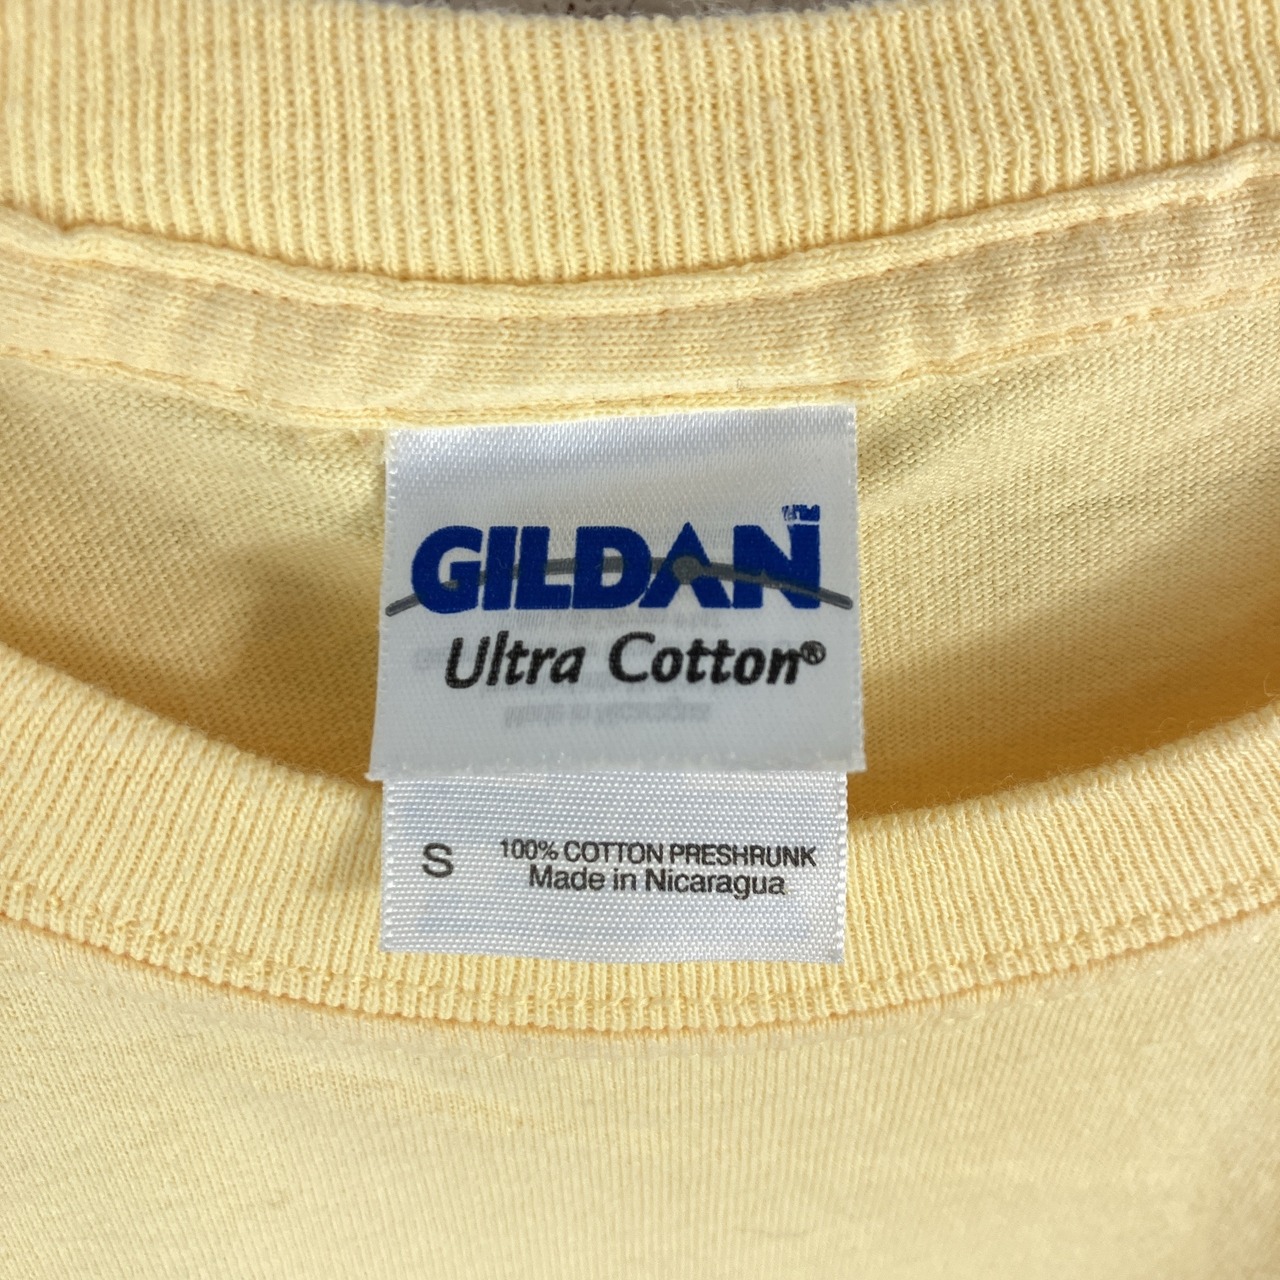 GILDAN
Ultra Cotton®
S
100% COTTON PRESHRUNK
Made in Nicaragua